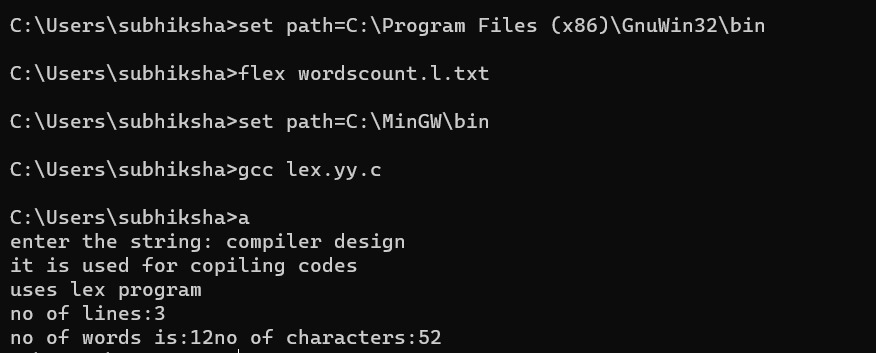 C:\Users\subhiksha>set path=C:\Program Files (x86)\GnuWin32\bin
C:\Users\subhiksha>flex wordscount.l.txt
C:\Users\subhiksha>set path=C:\MinGW\bin
C:\Users\subhiksha>gcc lex.yy.c
C:\Users\subhiksha>a
enter the string: compiler design
it is used for copiling codes
uses lex program
no of lines:3
no of words is:12no of characters:52